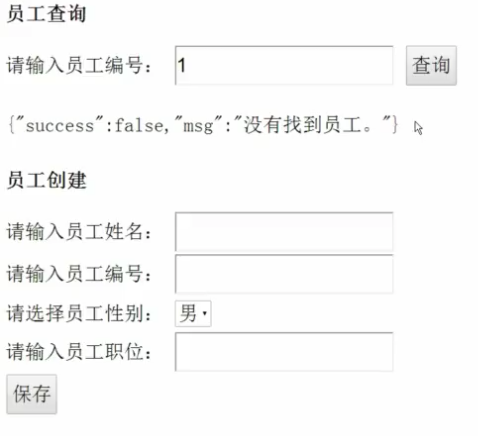 员工查询
请输入员工编号： 1 查询
{"success":false,"msg":"没有找到员工。"}
员工创建
请输入员工姓名：
请输入员工编号：
请选择员工性别： 男
请输入员工职位：
保存